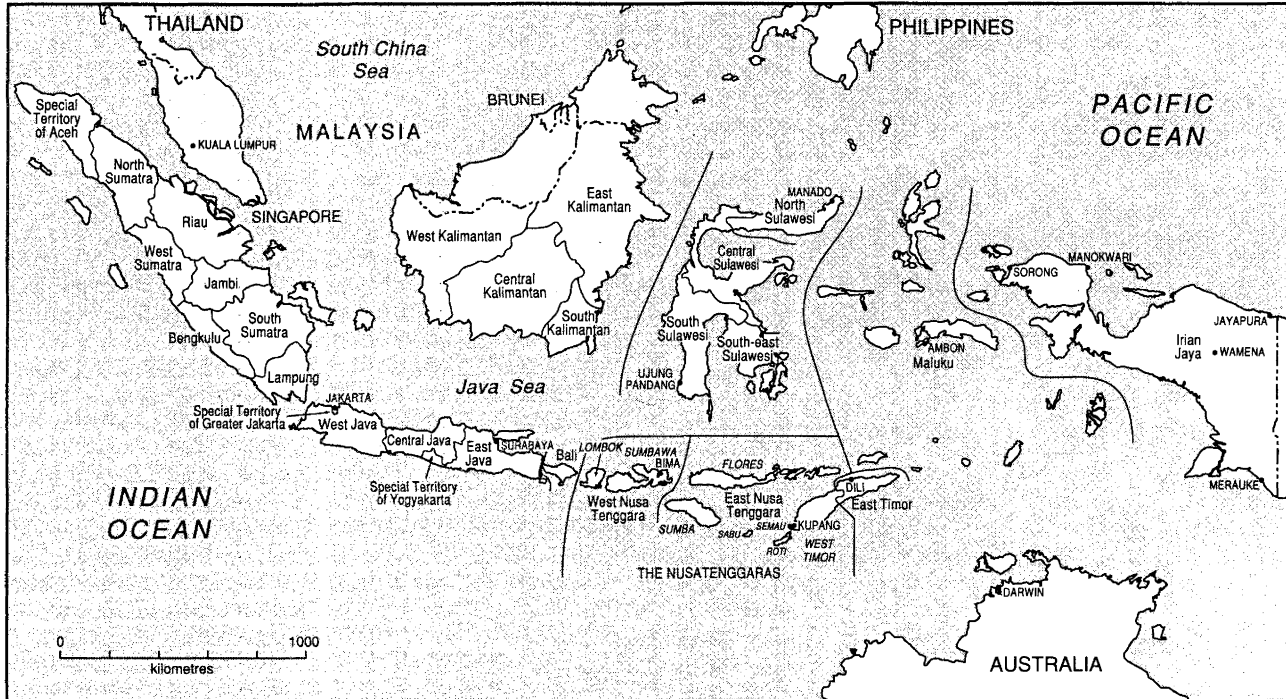 THAILAND
South China
Sea
PHILIPPINES
PACIFIC
OCEAN
BRUNEI
MALAYSIA
Special
Territory
of Aceh
KUALA LUMPUR
North
Sumatra
SINGAPORE
Riau
West
Sumatra
Jambi
South
Sumatra
Bengkulu
Lampung
East
Kalimantan
West Kalimantan
Central
Kalimantan
South
Kalimantan
MANADO
North
Sulawesi
Central
Sulawesi
South
Sulawesi
South-east
Sulawesi
UJUNG
PANDANG
SORONG
MANOKWARI
JAYAPURA
Irian
Jaya
WAMENA
AMBON
Maluku
MERAUKE
Java Sea
JAKARTA
Special Territory
of Greater Jakarta
West Java
Central Java
East
Java
SURABAYA
Bali
Special Territory
of Yogyakarta
LOMBOK
SUMBAWA
BIMA
West Nusa
Tenggara
FLORES
East Nusa
Tenggara
SUMBA
SABU
SEMAU
KUPANG
ROTI
WEST
TIMOR
DILI
East Timor
THE NUSATENGGARAS
INDIAN
OCEAN
DARWIN
AUSTRALIA
0
1000
kilometres